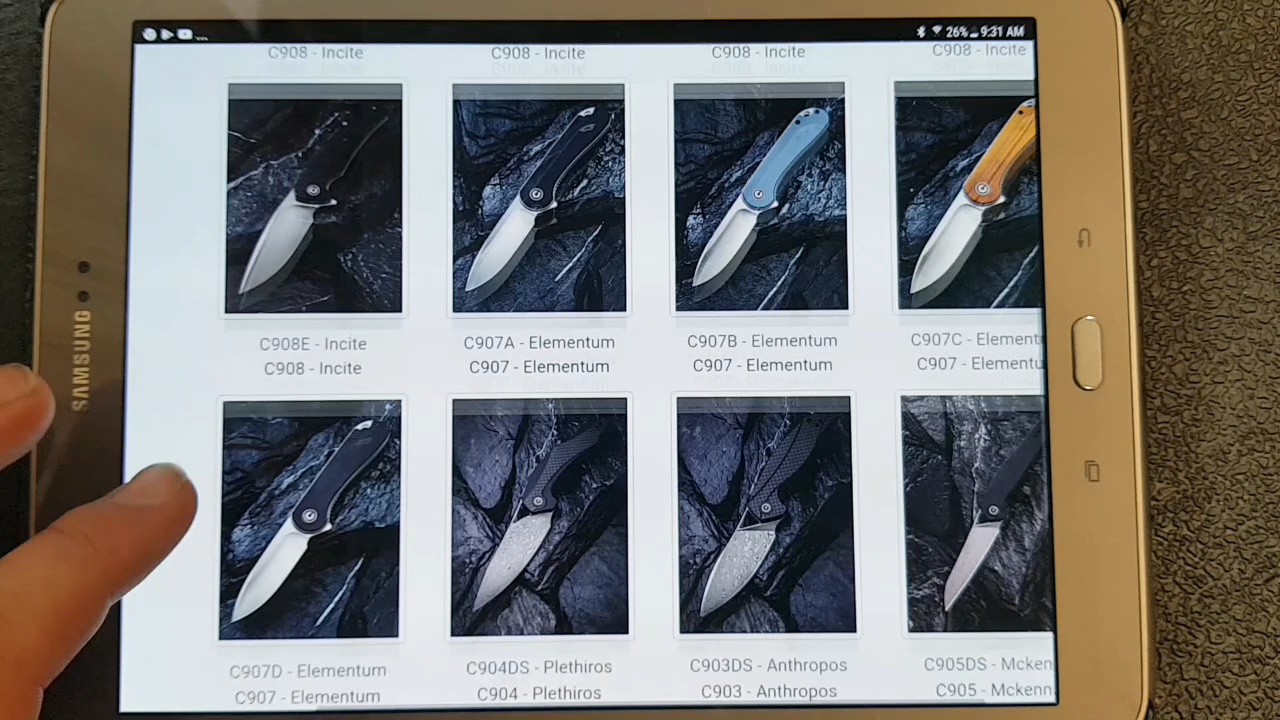 26% 9:31 AM
C908 - Incite
C908 - Incite
C908 - Incite
C908 - Incite
C908E - Incite
C908 - Incite
C907A - Elementum
C907 - Elementum
C907B - Elementum
C907 - Elementum
C907C - Element
C907 - Elementu
C907D - Elementum
C907 - Elementum
C904DS - Plethiros
C904 - Plethiros
C903DS - Anthropos
C903 - Anthropos
C905DS - Mcken
C905 - Mckenn
SAMSUNG